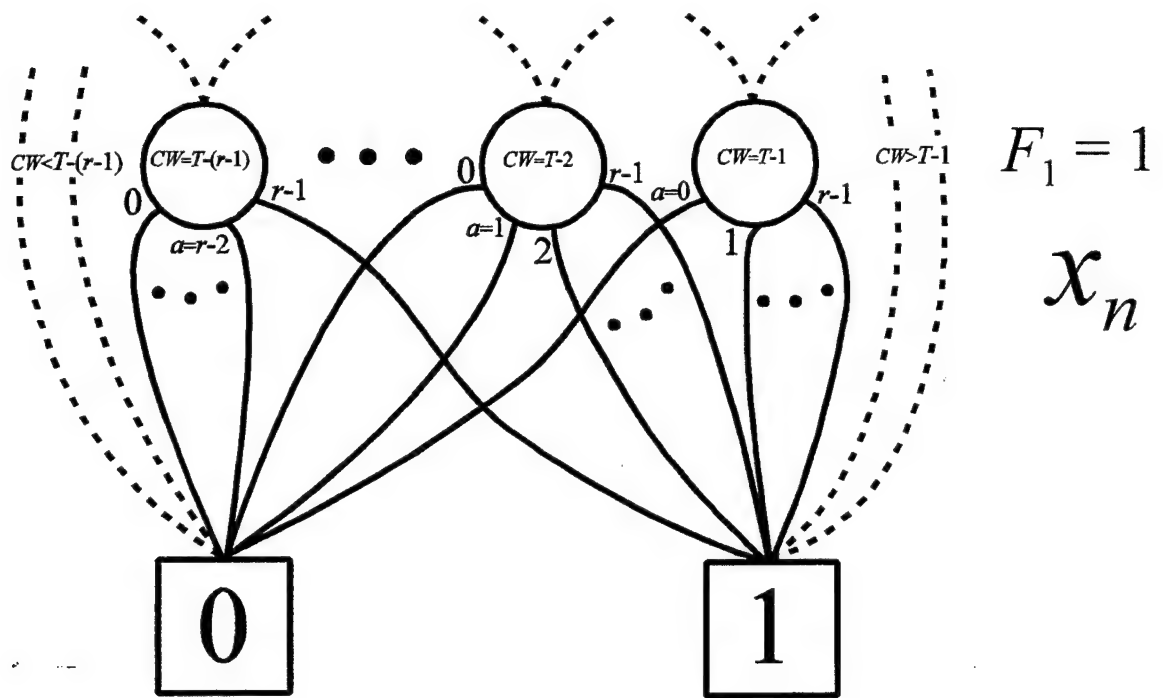 CW<T-(r-1)
CW=T-(r-1)
CW=T-2
CW=T-1
CW>T-1
F₁ = 1
0
r-1
0
r-1
a=0
r-1
a=r-2
a=1
2
1
xₙ
0
1